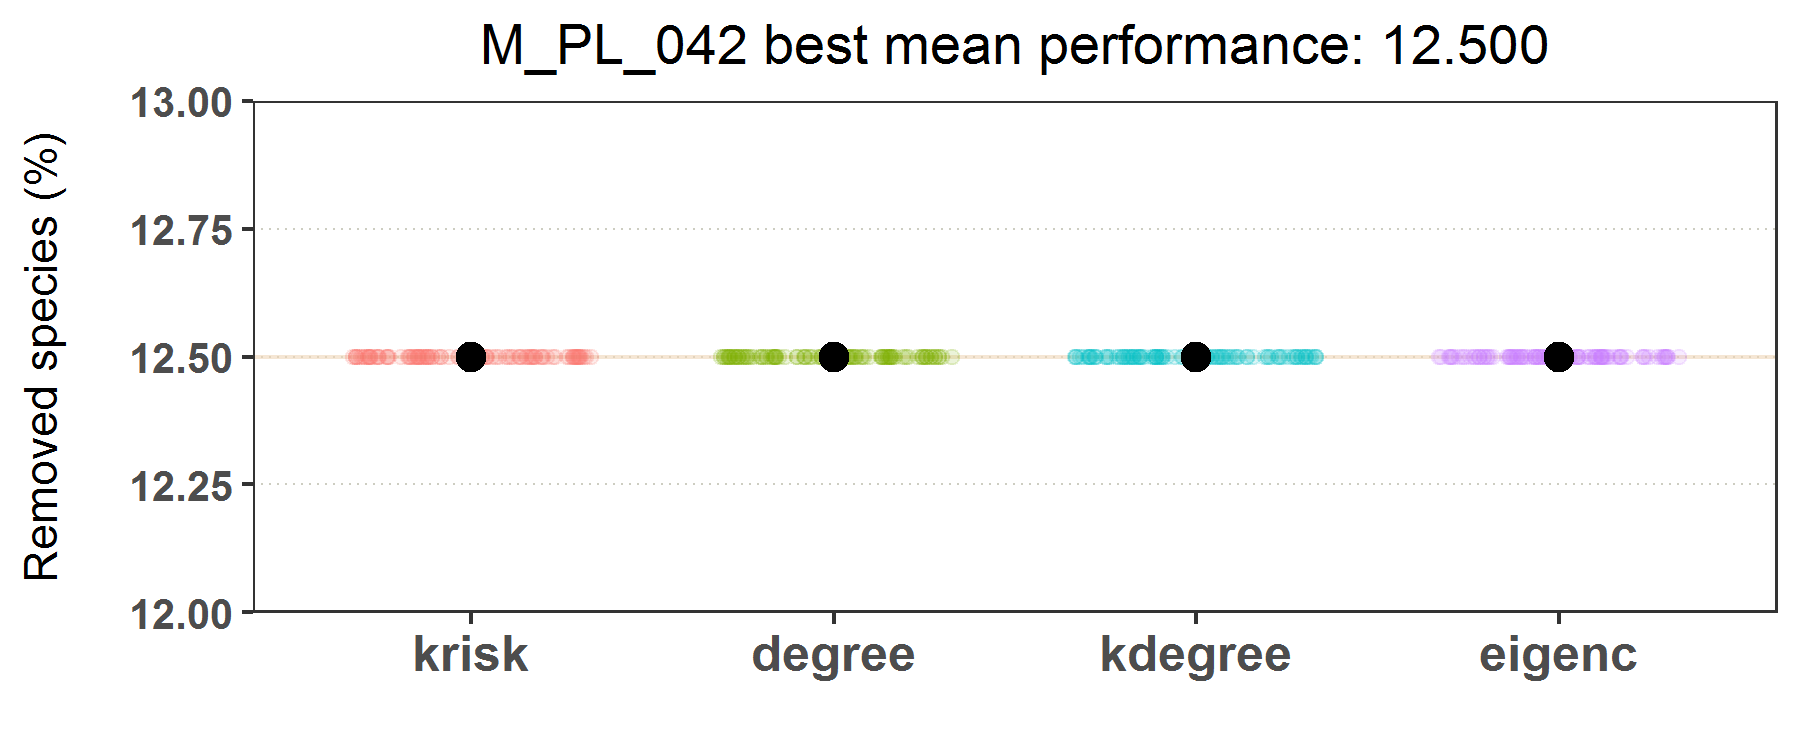 M_PL_042 best mean performance: 12.500
Removed species (%)
13.00
12.75
12.50
12.25
12.00
krisk degree kdegree eigenc